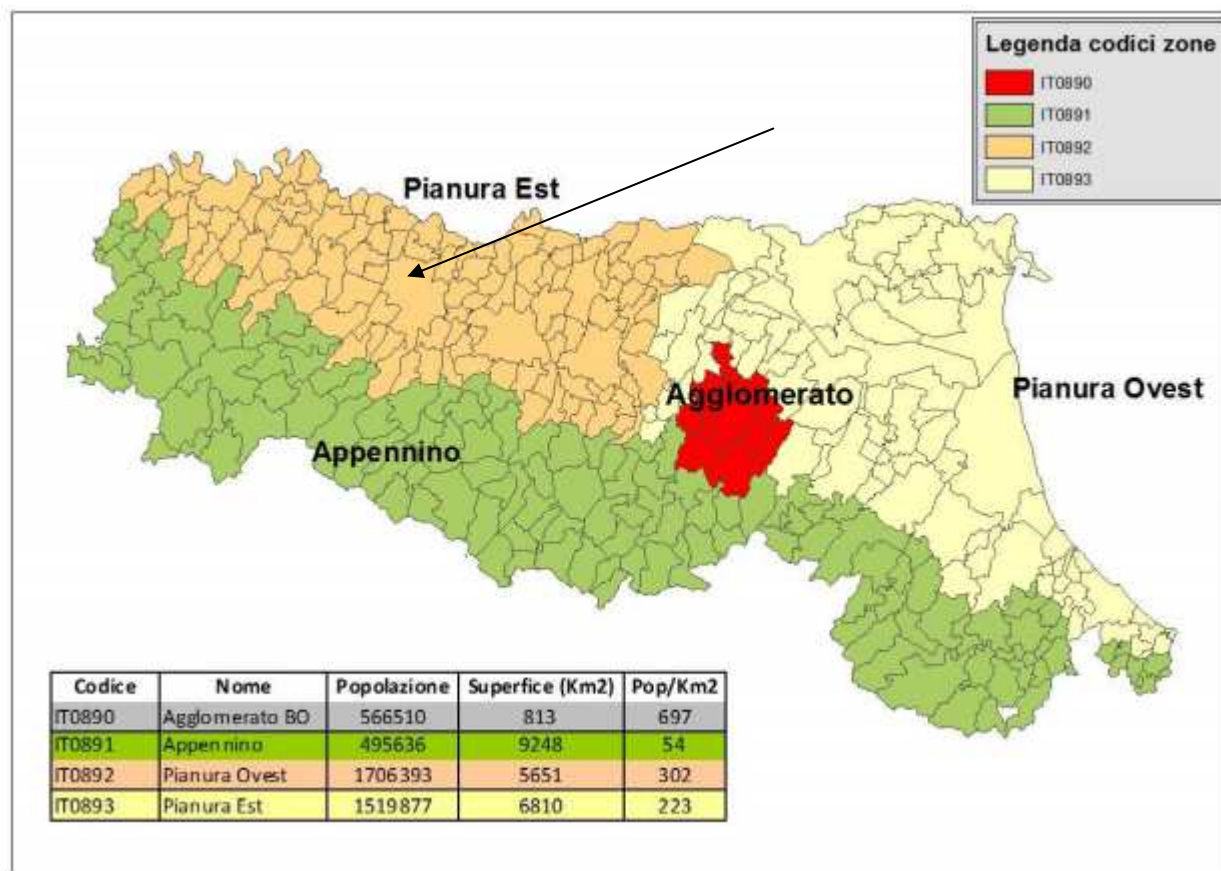 Legenda codici zone
IT0890
IT0891
IT0892
IT0893
Pianura Est
Agglomerato
Pianura Ovest
Appennino
Codice Nome Popolazione Superfice (Km2) Pop/Km2
IT0890 Agglomerato BO 566510 813 697
IT0891 Appennino 495636 9248 54
IT0892 Pianura Ovest 1706393 5651 302
IT0893 Pianura Est 1519877 6810 223